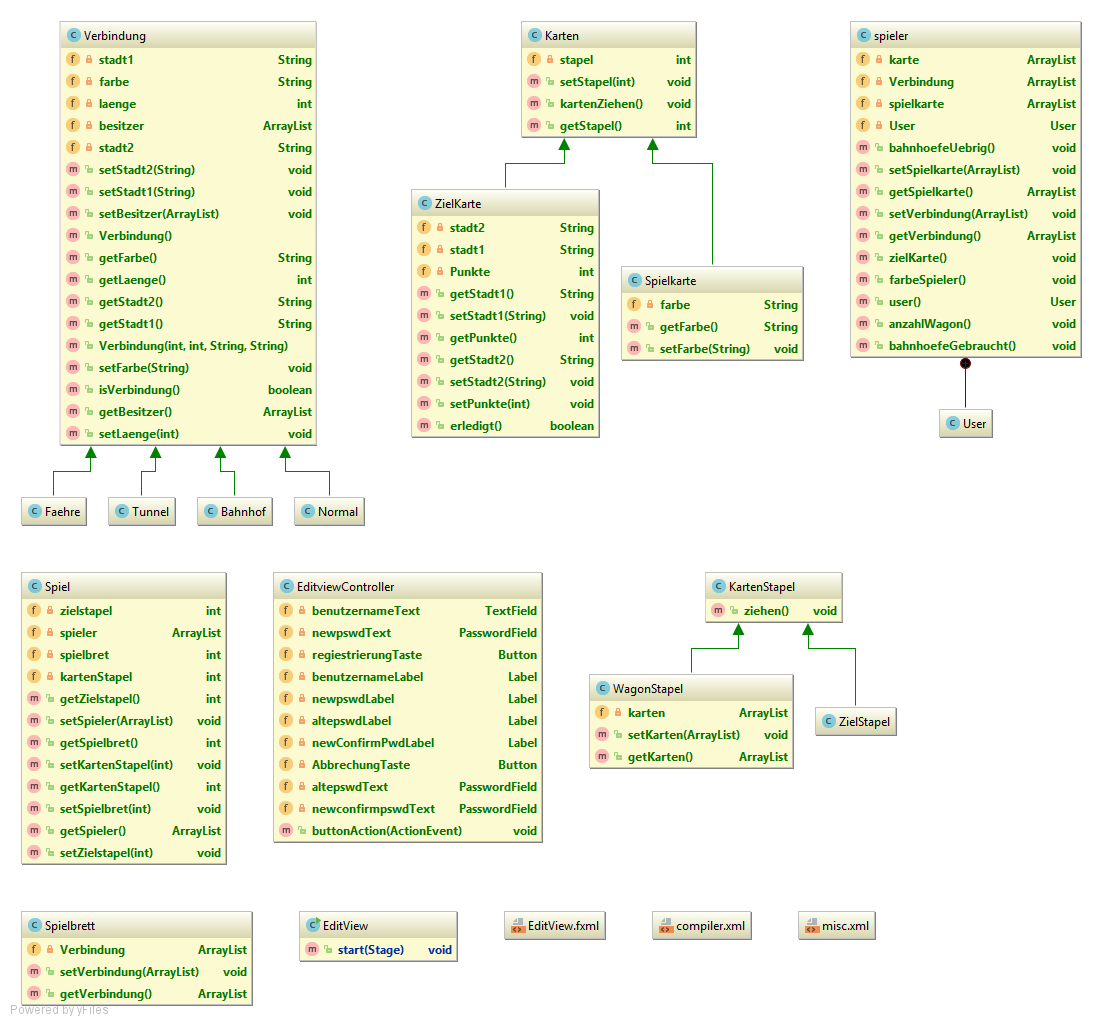 Verbindung
stadt1 String
farbe String
laenge int
besitzer ArrayList
stadt2 String
setStadt2(String) void
setStadt1(String) void
setBesitzer(ArrayList) void
Verbindung()
getFarbe() String
getLaenge() int
getStadt2() String
getStadt1() String
Verbindung(int, int, String, String)
setFarbe(String) void
isVerbindung() boolean
getBesitzer() ArrayList
setLaenge(int) void
Faehre
Tunnel
Bahnhof
Normal
Karten
stapel int
setStapel(int) void
kartenZiehen() void
getStapel() int
ZielKarte
stadt2 String
stadt1 String
Punkte int
getStadt1() String
setStadt1(String) void
getPunkte() int
getStadt2() String
setStadt2(String) void
setPunkte(int) void
erledigt() boolean
Spielkarte
farbe String
getFarbe() String
setFarbe(String) void
spieler
karte ArrayList
Verbindung ArrayList
spielkarte ArrayList
User User
bahnhoefeUebrig() void
setSpielkarte(ArrayList) void
getSpielkarte() ArrayList
setVerbindung(ArrayList) void
getVerbindung() ArrayList
zielKarte() void
farbeSpieler() void
user() User
anzahlWagon() void
bahnhoefeGebraucht() void
User
Spiel
zielstapel int
spieler ArrayList
spielbret int
kartenStapel int
getZielstapel() int
setSpieler(ArrayList) void
getSpielbret() int
setKartenStapel(int) void
getKartenStapel() int
setSpielbret(int) void
getSpieler() ArrayList
setZielstapel(int) void
EditviewController
benutzernameText TextField
newpswdText PasswordField
regiestrierungTaste Button
benutzernameLabel Label
newpswdLabel Label
altepswdLabel Label
newConfirmPwdLabel Label
AbbrechungTaste Button
altepswdText PasswordField
newconfirmpswdText PasswordField
buttonAction(ActionEvent) void
KartenStapel
ziehen() void
WagonStapel
karten ArrayList
setKarten(ArrayList) void
getKarten() ArrayList
ZielStapel
Spielbrett
Verbindung ArrayList
setVerbindung(ArrayList) void
getVerbindung() ArrayList
EditView
start(Stage) void
EditView.fxml
compiler.xml
misc.xml
Powered by yFiles